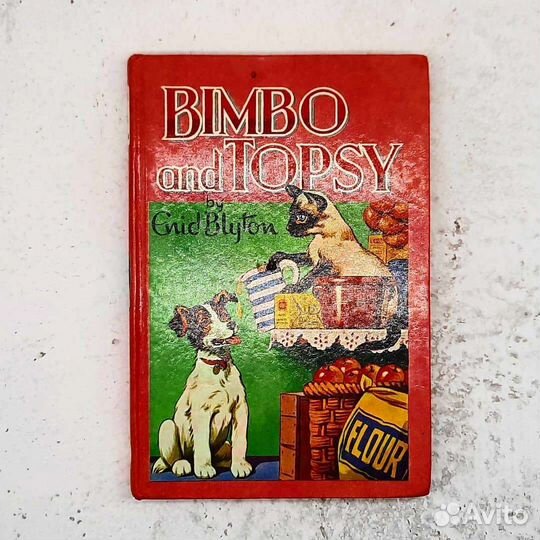 BIMBO
and TOPSY
by
Enid Blyton
FLOUR
Avito